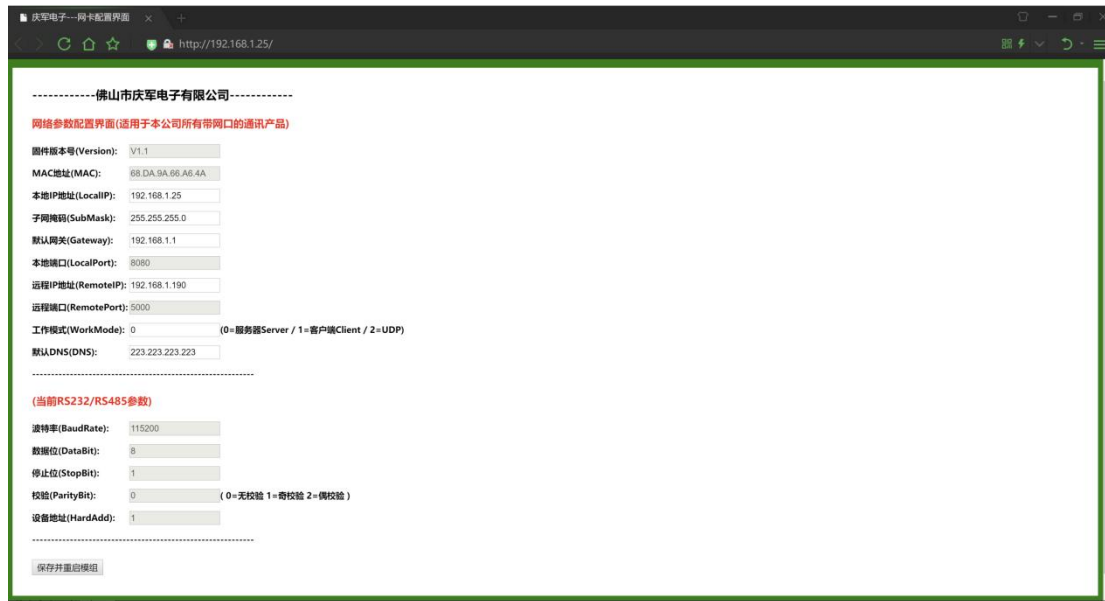 庆军电子---网卡配置界面
http://192.168.1.25/
------------佛山市庆军电子有限公司------------
网络参数配置界面(适用于本公司所有带网口的通讯产品)
固件版本号(Version): V1.1
MAC地址(MAC): 68.DA.9A.66.A6.4A
本地IP地址(LocalIP): 192.168.1.25
子网掩码(SubMask): 255.255.255.0
默认网关(Gateway): 192.168.1.1
本地端口(LocalPort): 8080
远程IP地址(RemoteIP): 192.168.1.190
远程端口(RemotePort): 5000
工作模式(WorkMode): 0 (0=服务器Server / 1=客户端Client / 2=UDP)
默认DNS(DNS): 223.223.223.223
-----------------------------------------------------------
(当前RS232/RS485参数)
波特率(BaudRate): 115200
数据位(DataBit): 8
停止位(StopBit): 1
校验(ParityBit): 0 ( 0=无校验 1=奇校验 2=偶校验 )
设备地址(HardAdd): 1
-----------------------------------------------------------
保存并重启模组